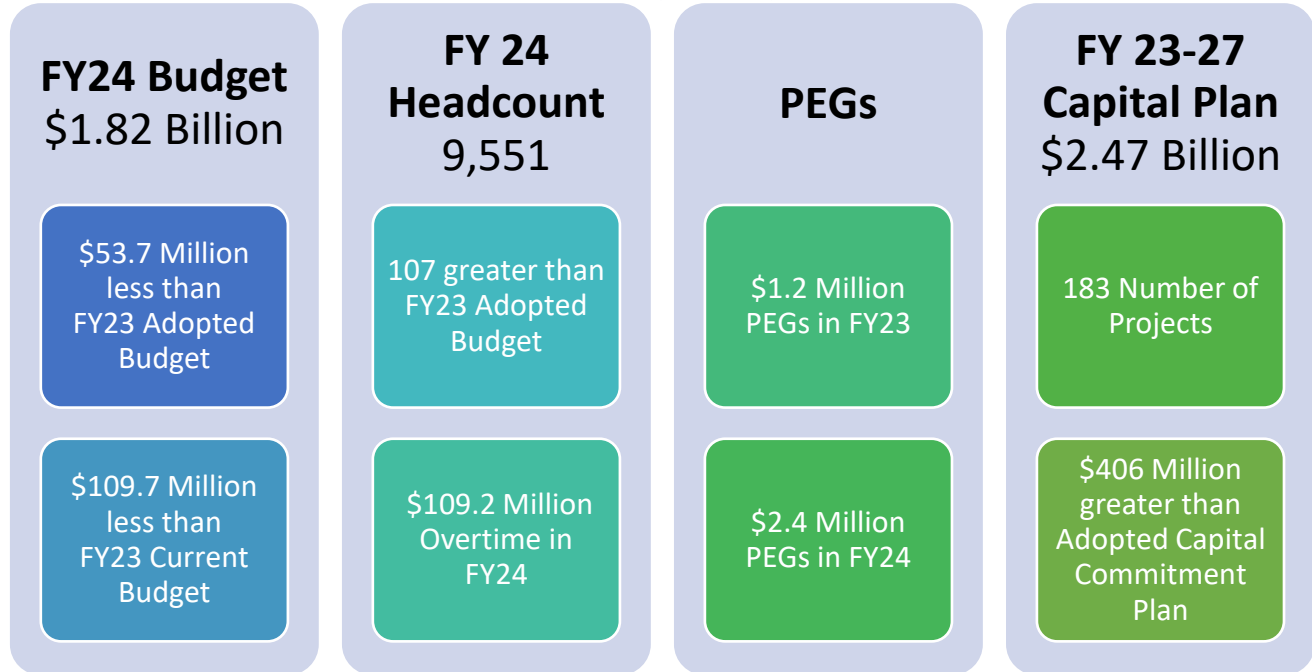 FY24 Budget
$1.82 Billion
$53.7 Million
less than
FY23 Adopted
Budget
$109.7 Million
less than
FY23 Current
Budget
FY 24
Headcount
9,551
107 greater than
FY23 Adopted
Budget
$109.2 Million
Overtime in
FY24
PEGs
$1.2 Million
PEGs in FY23
$2.4 Million
PEGs in FY24
FY 23-27
Capital Plan
$2.47 Billion
183 Number of
Projects
$406 Million
greater than
Adopted Capital
Commitment
Plan